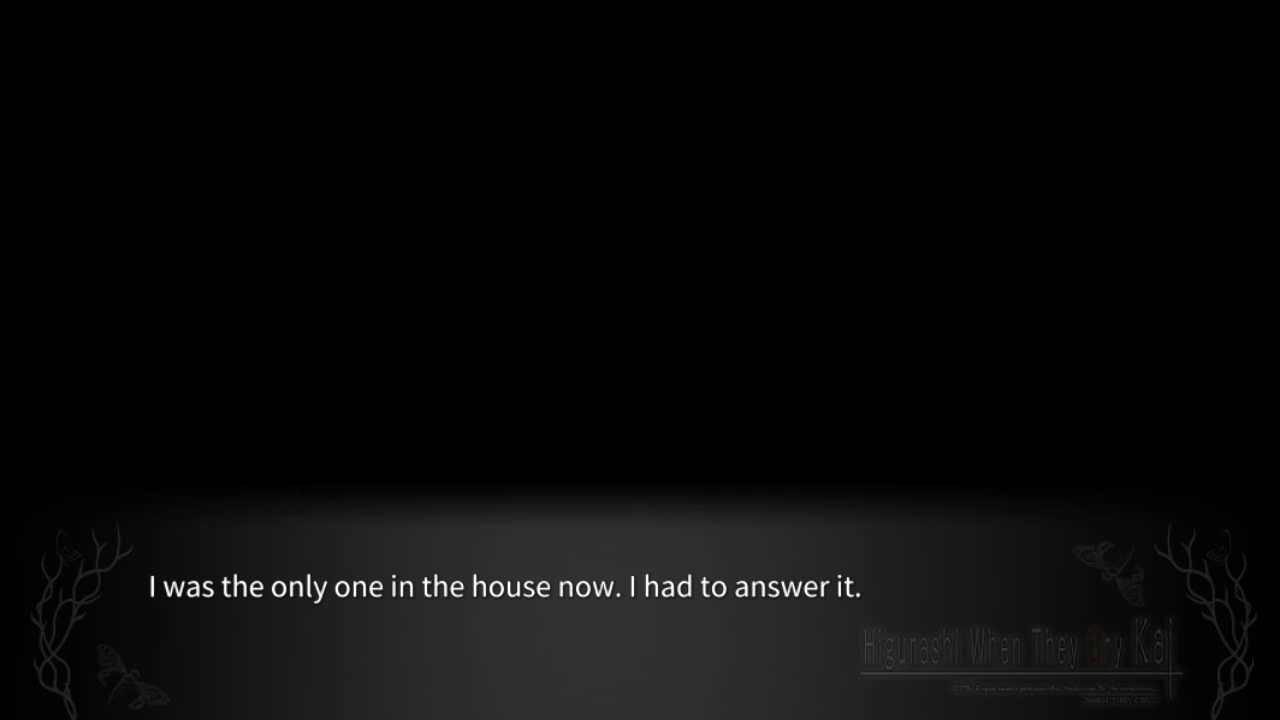 I was the only one in the house now. I had to answer it.
Higurashi When They Cry Kai